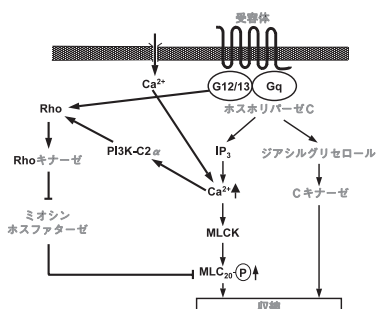 受容体
Ca2+
G12/13
Gq
Rho
ホスホリパーゼC
PI3K-C2α
IP3
ジアシルグリセロール
Rhoキナーゼ
Ca2+
Cキナーゼ
ミオシン
ホスファターゼ
MLCK
MLC20-P
収縮